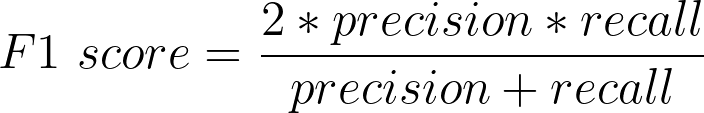 F1 score = 2 * precision * recall
precision + recall